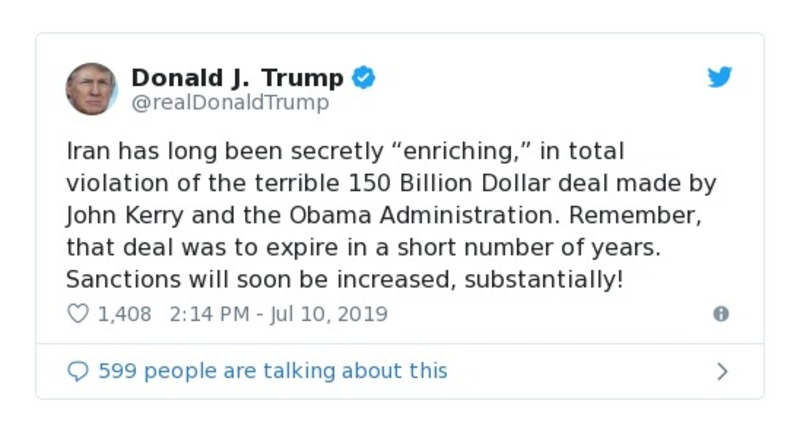 Donald J. Trump
@realDonaldTrump
Iran has long been secretly “enriching,” in total
violation of the terrible 150 Billion Dollar deal made by
John Kerry and the Obama Administration. Remember,
that deal was to expire in a short number of years.
Sanctions will soon be increased, substantially!
1,408 2:14 PM - Jul 10, 2019
599 people are talking about this